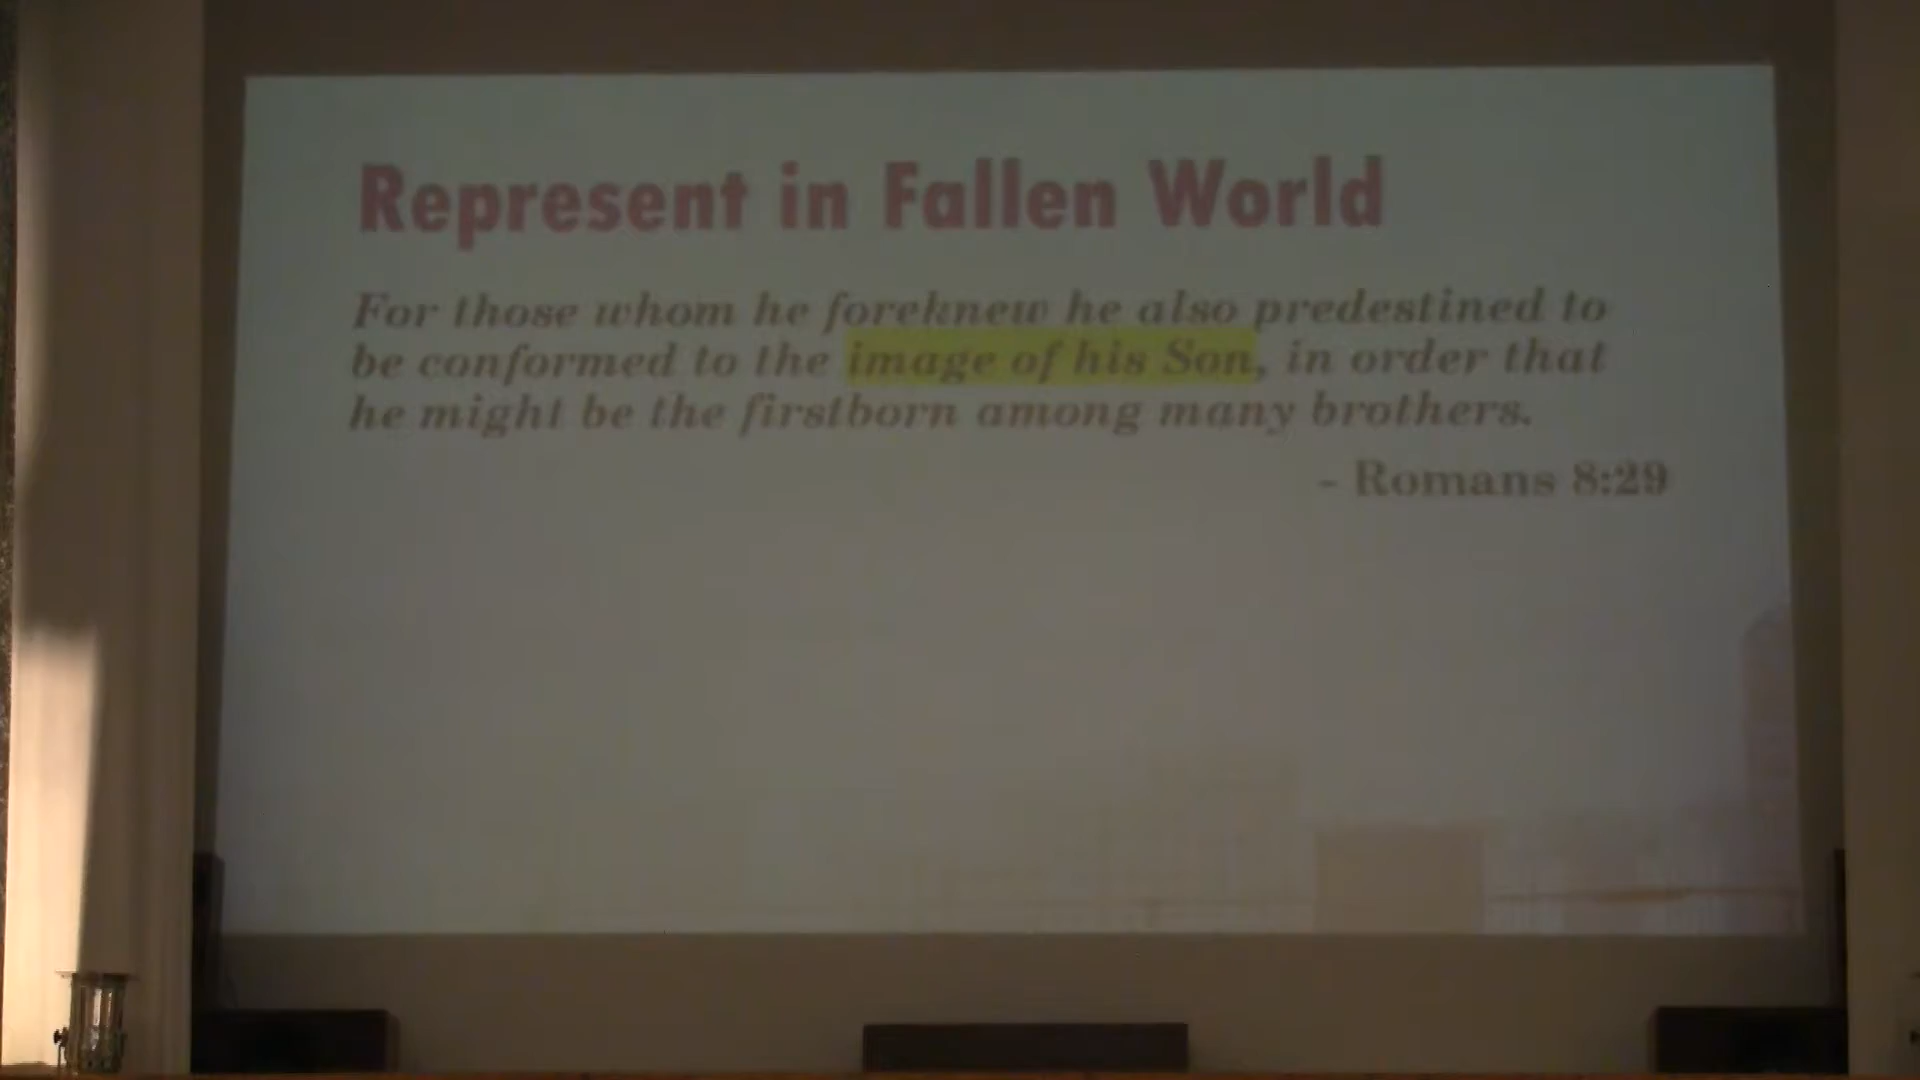 Represent in Fallen World
For those whom he foreknew he also predestined to
be conformed to the image of his Son, in order that
he might be the firstborn among many brothers.
- Romans 8:29